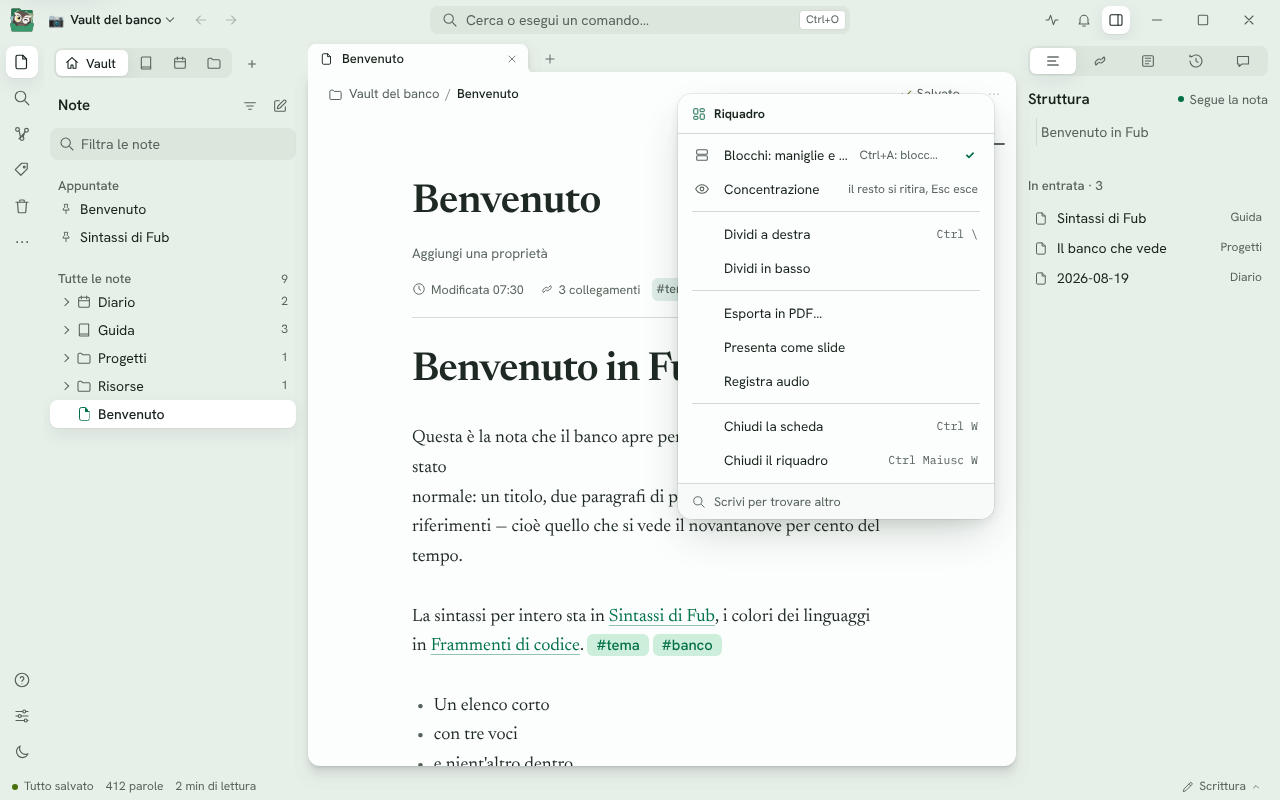 Vault del banco
Cerca o esegui un comando…
Ctrl+O
Vault
Note
Filtra le note
Appuntate
Benvenuto
Sintassi di Fub
Tutte le note 9
Diario 2
Guida 3
Progetti 1
Risorse 1
Benvenuto
Tutto salvato 412 parole 2 min di lettura
Benvenuto
Vault del banco / Benvenuto
Salvato
Benvenuto
Aggiungi una proprietà
Modificata 07:30 3 collegamenti
Benvenuto in
Questa è la nota che il banco apre
stato
normale: un titolo, due paragrafi di
riferimenti — cioè quello che si vede il novantanove per cento del
tempo.
La sintassi per intero sta in Sintassi di Fub, i colori dei linguaggi
in Frammenti di codice. #tema #banco
• Un elenco corto
• con tre voci
• e nient'altro dentro
Riquadro
Blocchi: maniglie e … Ctrl+A: blocc…
Concentrazione il resto si ritira, Esc esce
Dividi a destra Ctrl \
Dividi in basso
Esporta in PDF…
Presenta come slide
Registra audio
Chiudi la scheda Ctrl W
Chiudi il riquadro Ctrl Maiusc W
Scrivi per trovare altro
Struttura Segue la nota
Benvenuto in Fub
In entrata · 3
Sintassi di Fub Guida
Il banco che vede Progetti
2026-08-19 Diario
Scrittura